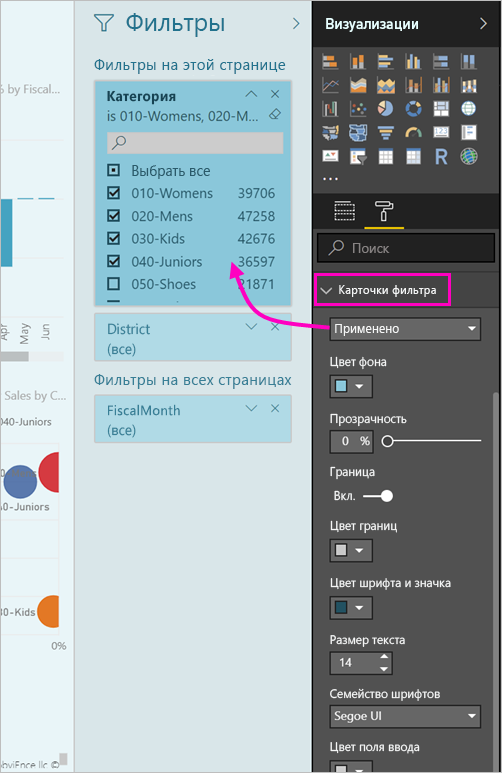 by Fiscal...
Apr
May
Jun
Sales by C...
040-Juniors
0-Juniors
30-Kids
0%
obviEnce llc ©
Фильтры
Фильтры на этой странице
Категория
is 010-Womens, 020-M...
Выбрать все
010-Womens 39706
020-Mens 47258
030-Kids 42676
040-Juniors 36597
050-Shoes 21871
District
(все)
Фильтры на всех страницах
FiscalMonth
(все)
Визуализации
R
...
Поиск
Карточки фильтра
Применено
Цвет фона
Прозрачность
0 %
Граница
Вкл.
Цвет границ
Цвет шрифта и значка
Размер текста
14
Семейство шрифтов
Segoe UI
Цвет поля ввода